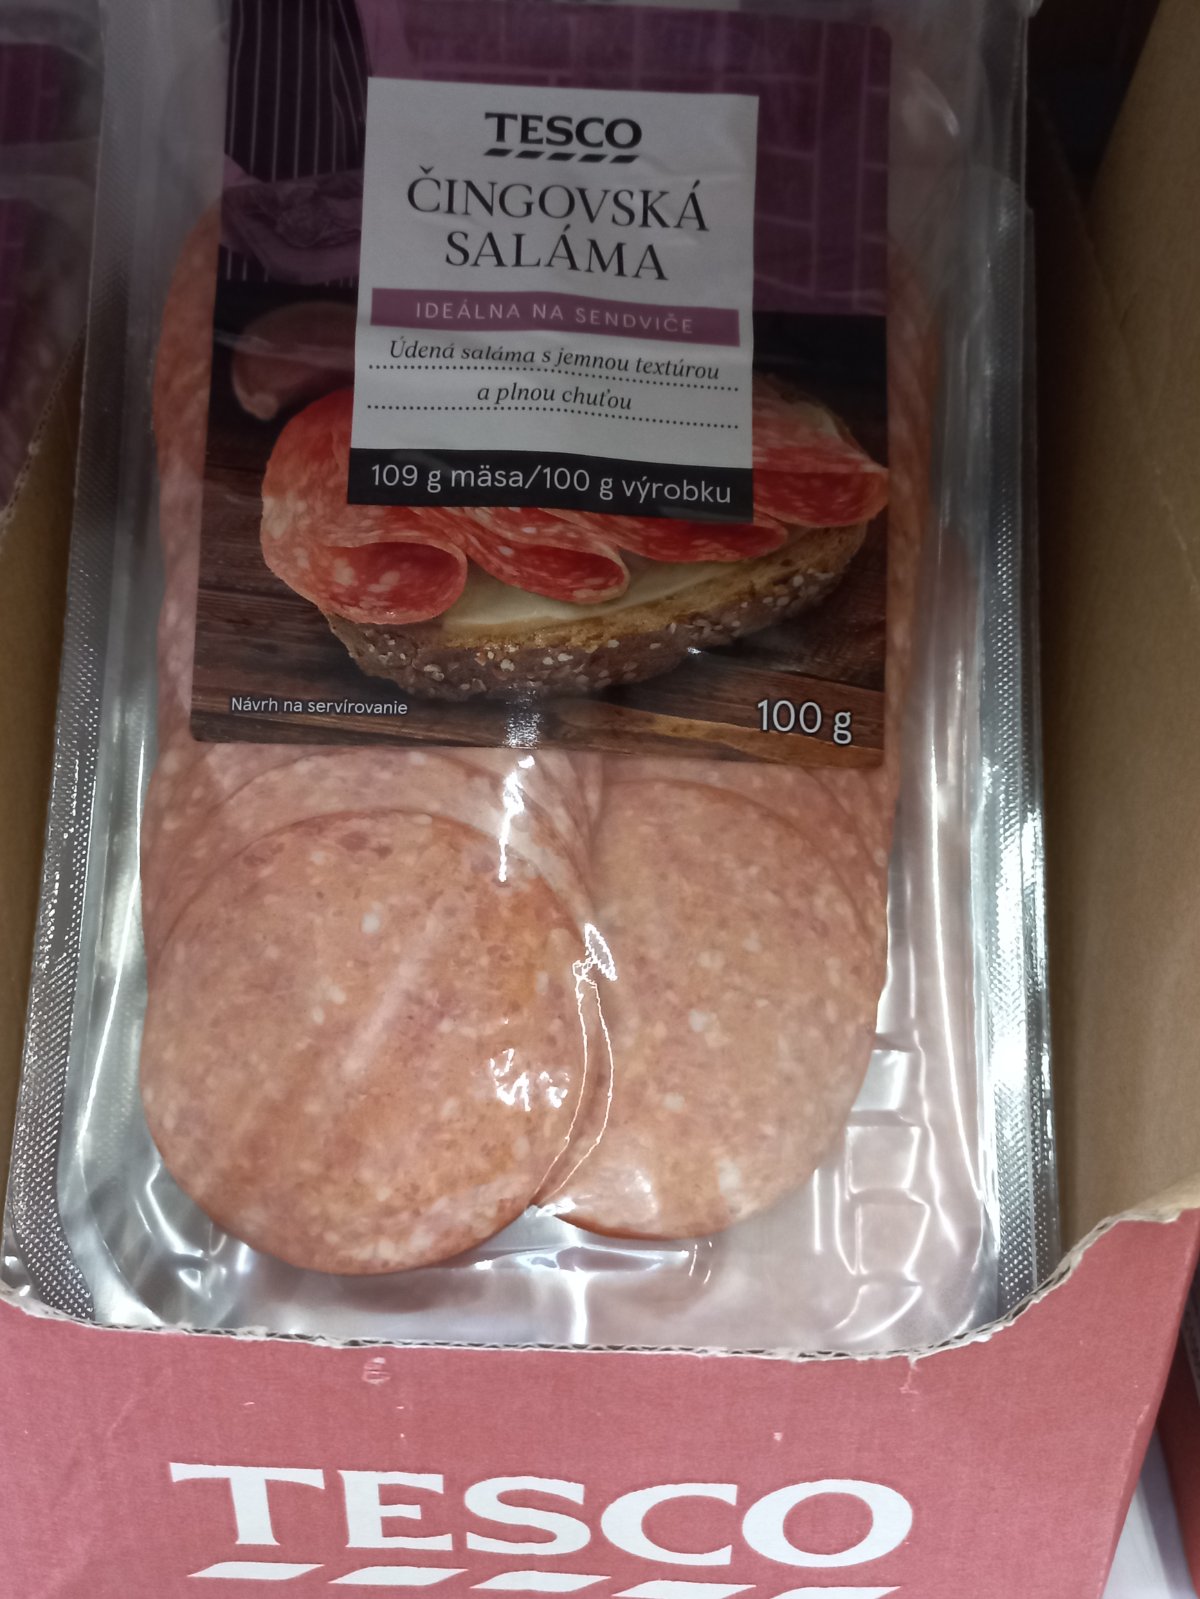 TESCO
ČINGOVSKÁ
SALÁMA
IDEÁLNA NA SENDVIČE
Údená saláma s jemnou textúrou
a plnou chuťou
109 g mäsa/100 g výrobku
Návrh na servírovanie
100 g
TESCO